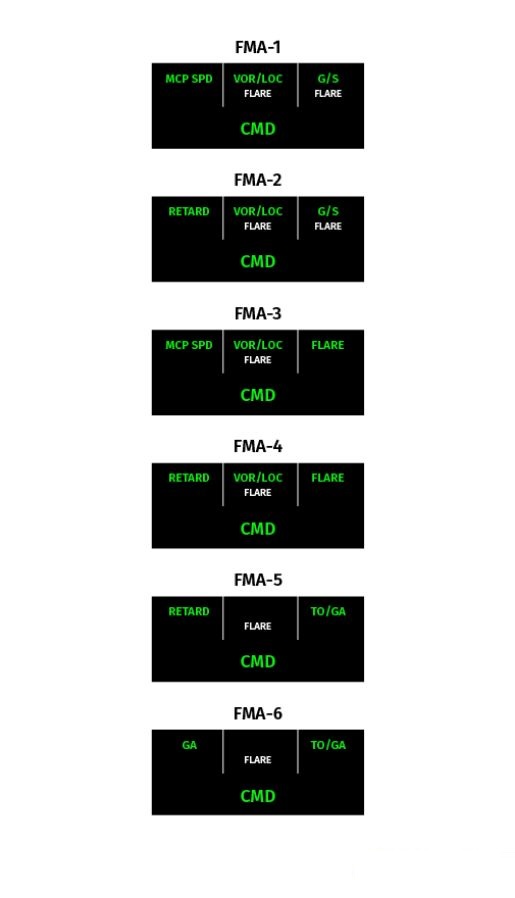 FMA-1
MCP SPD VOR/LOC G/S
FLARE FLARE
CMD
FMA-2
RETARD VOR/LOC G/S
FLARE FLARE
CMD
FMA-3
MCP SPD VOR/LOC FLARE
FLARE
CMD
FMA-4
RETARD VOR/LOC FLARE
FLARE
CMD
FMA-5
RETARD TO/GA
FLARE
CMD
FMA-6
GA TO/GA
FLARE
CMD